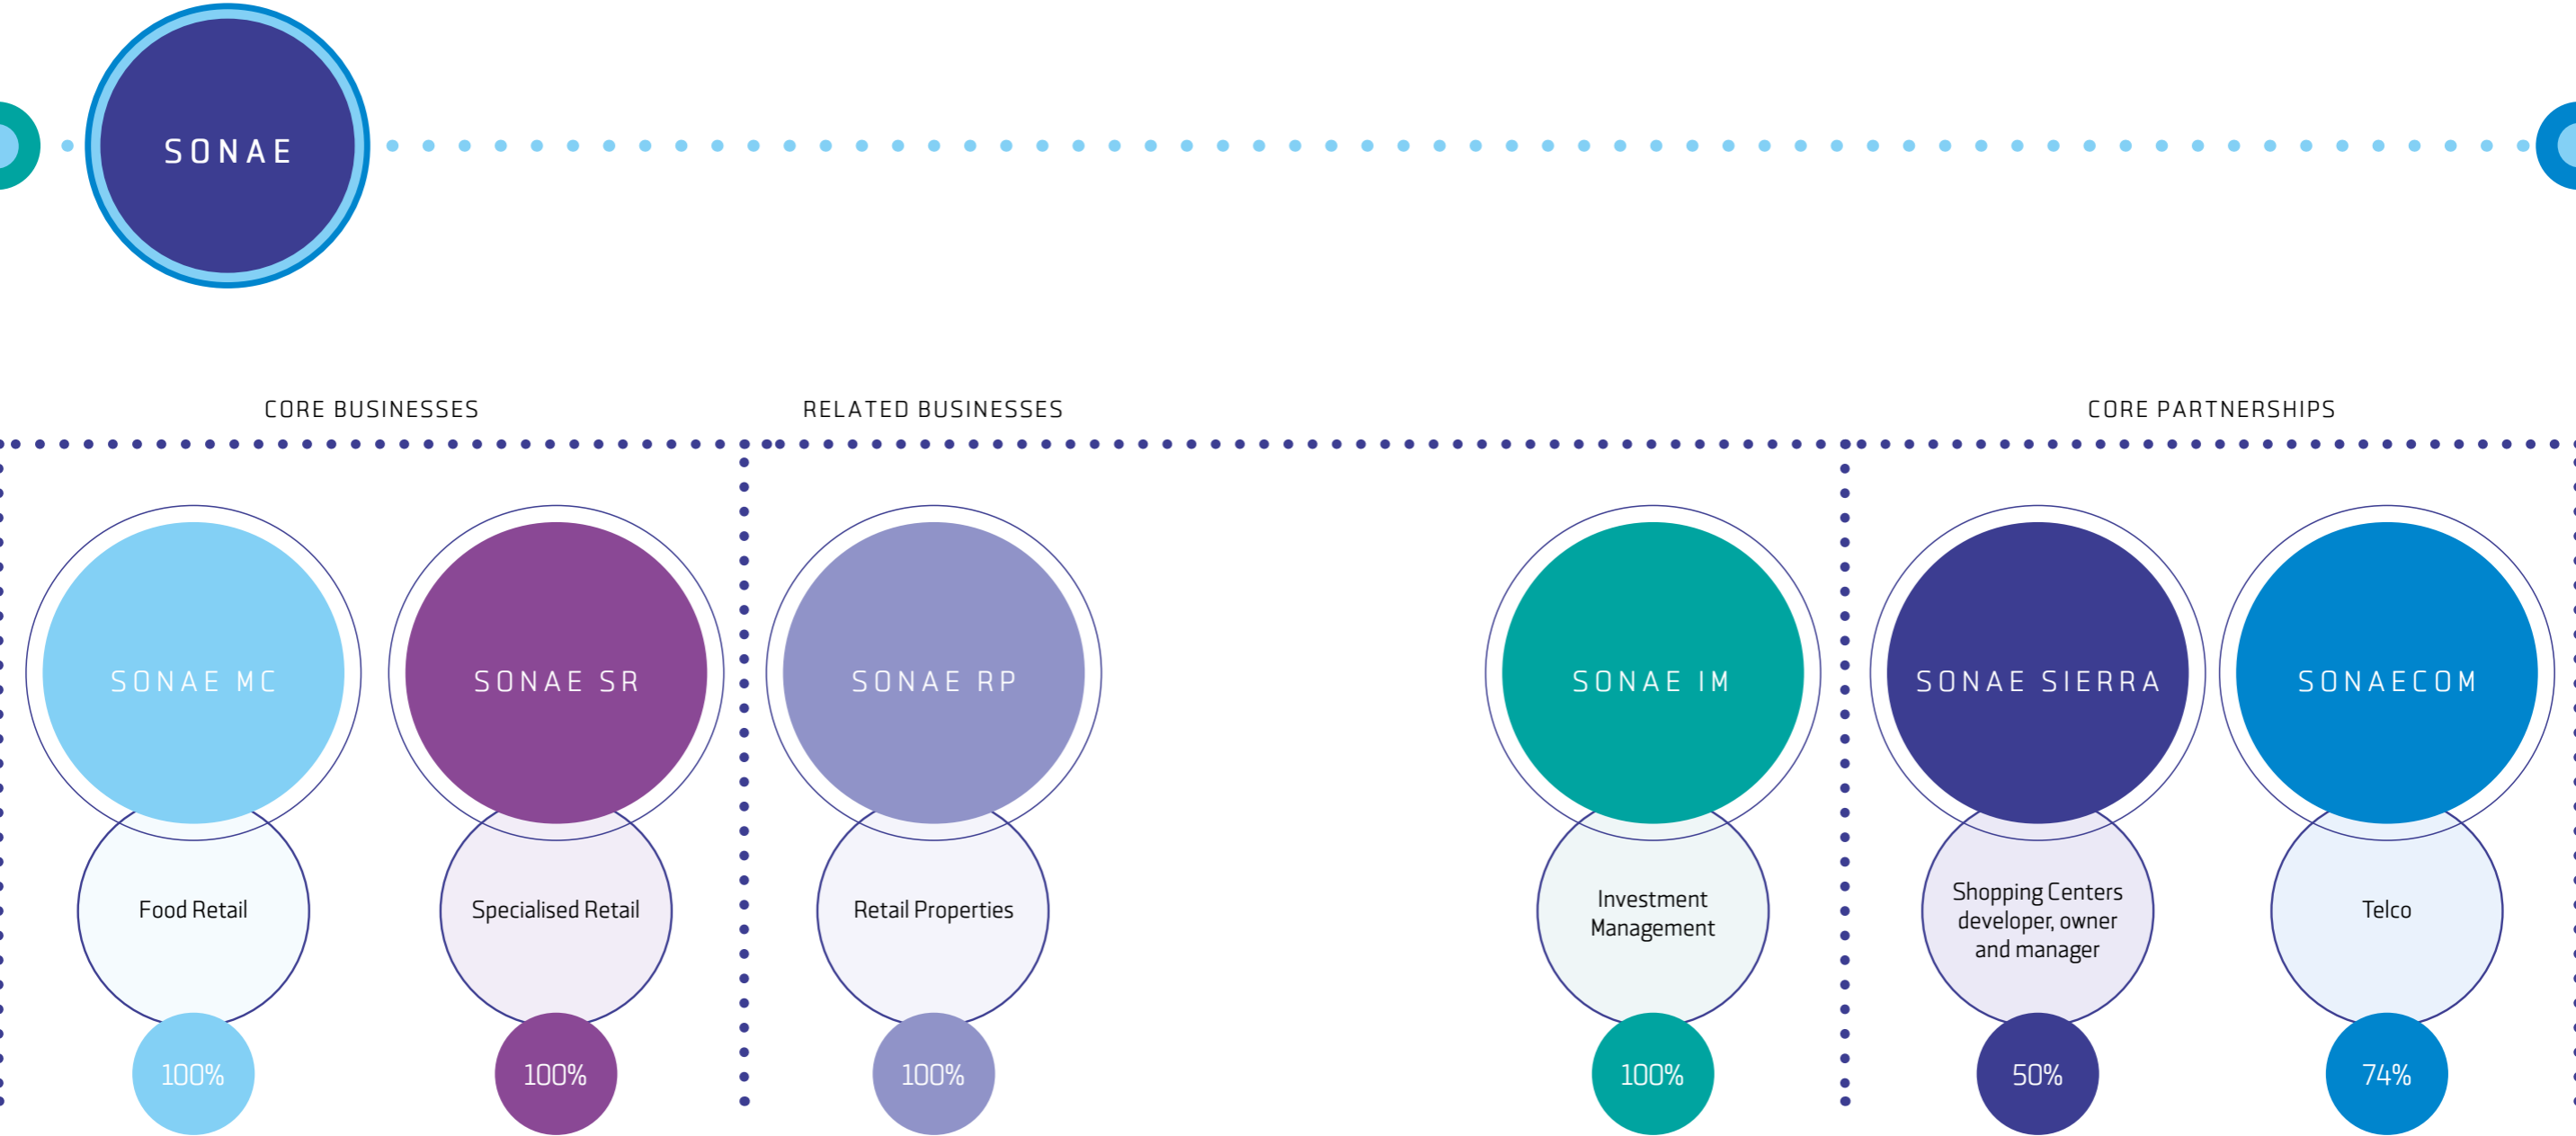 SONAE
CORE BUSINESSES
RELATED BUSINESSES
CORE PARTNERSHIPS
SONAE MC
SONAE SR
SONAE RP
SONAE IM
SONAE SIERRA
SONAECOM
Food Retail
Specialised Retail
Retail Properties
Investment
Management
Shopping Centers
developer, owner
and manager
Telco
100%
100%
100%
100%
50%
74%